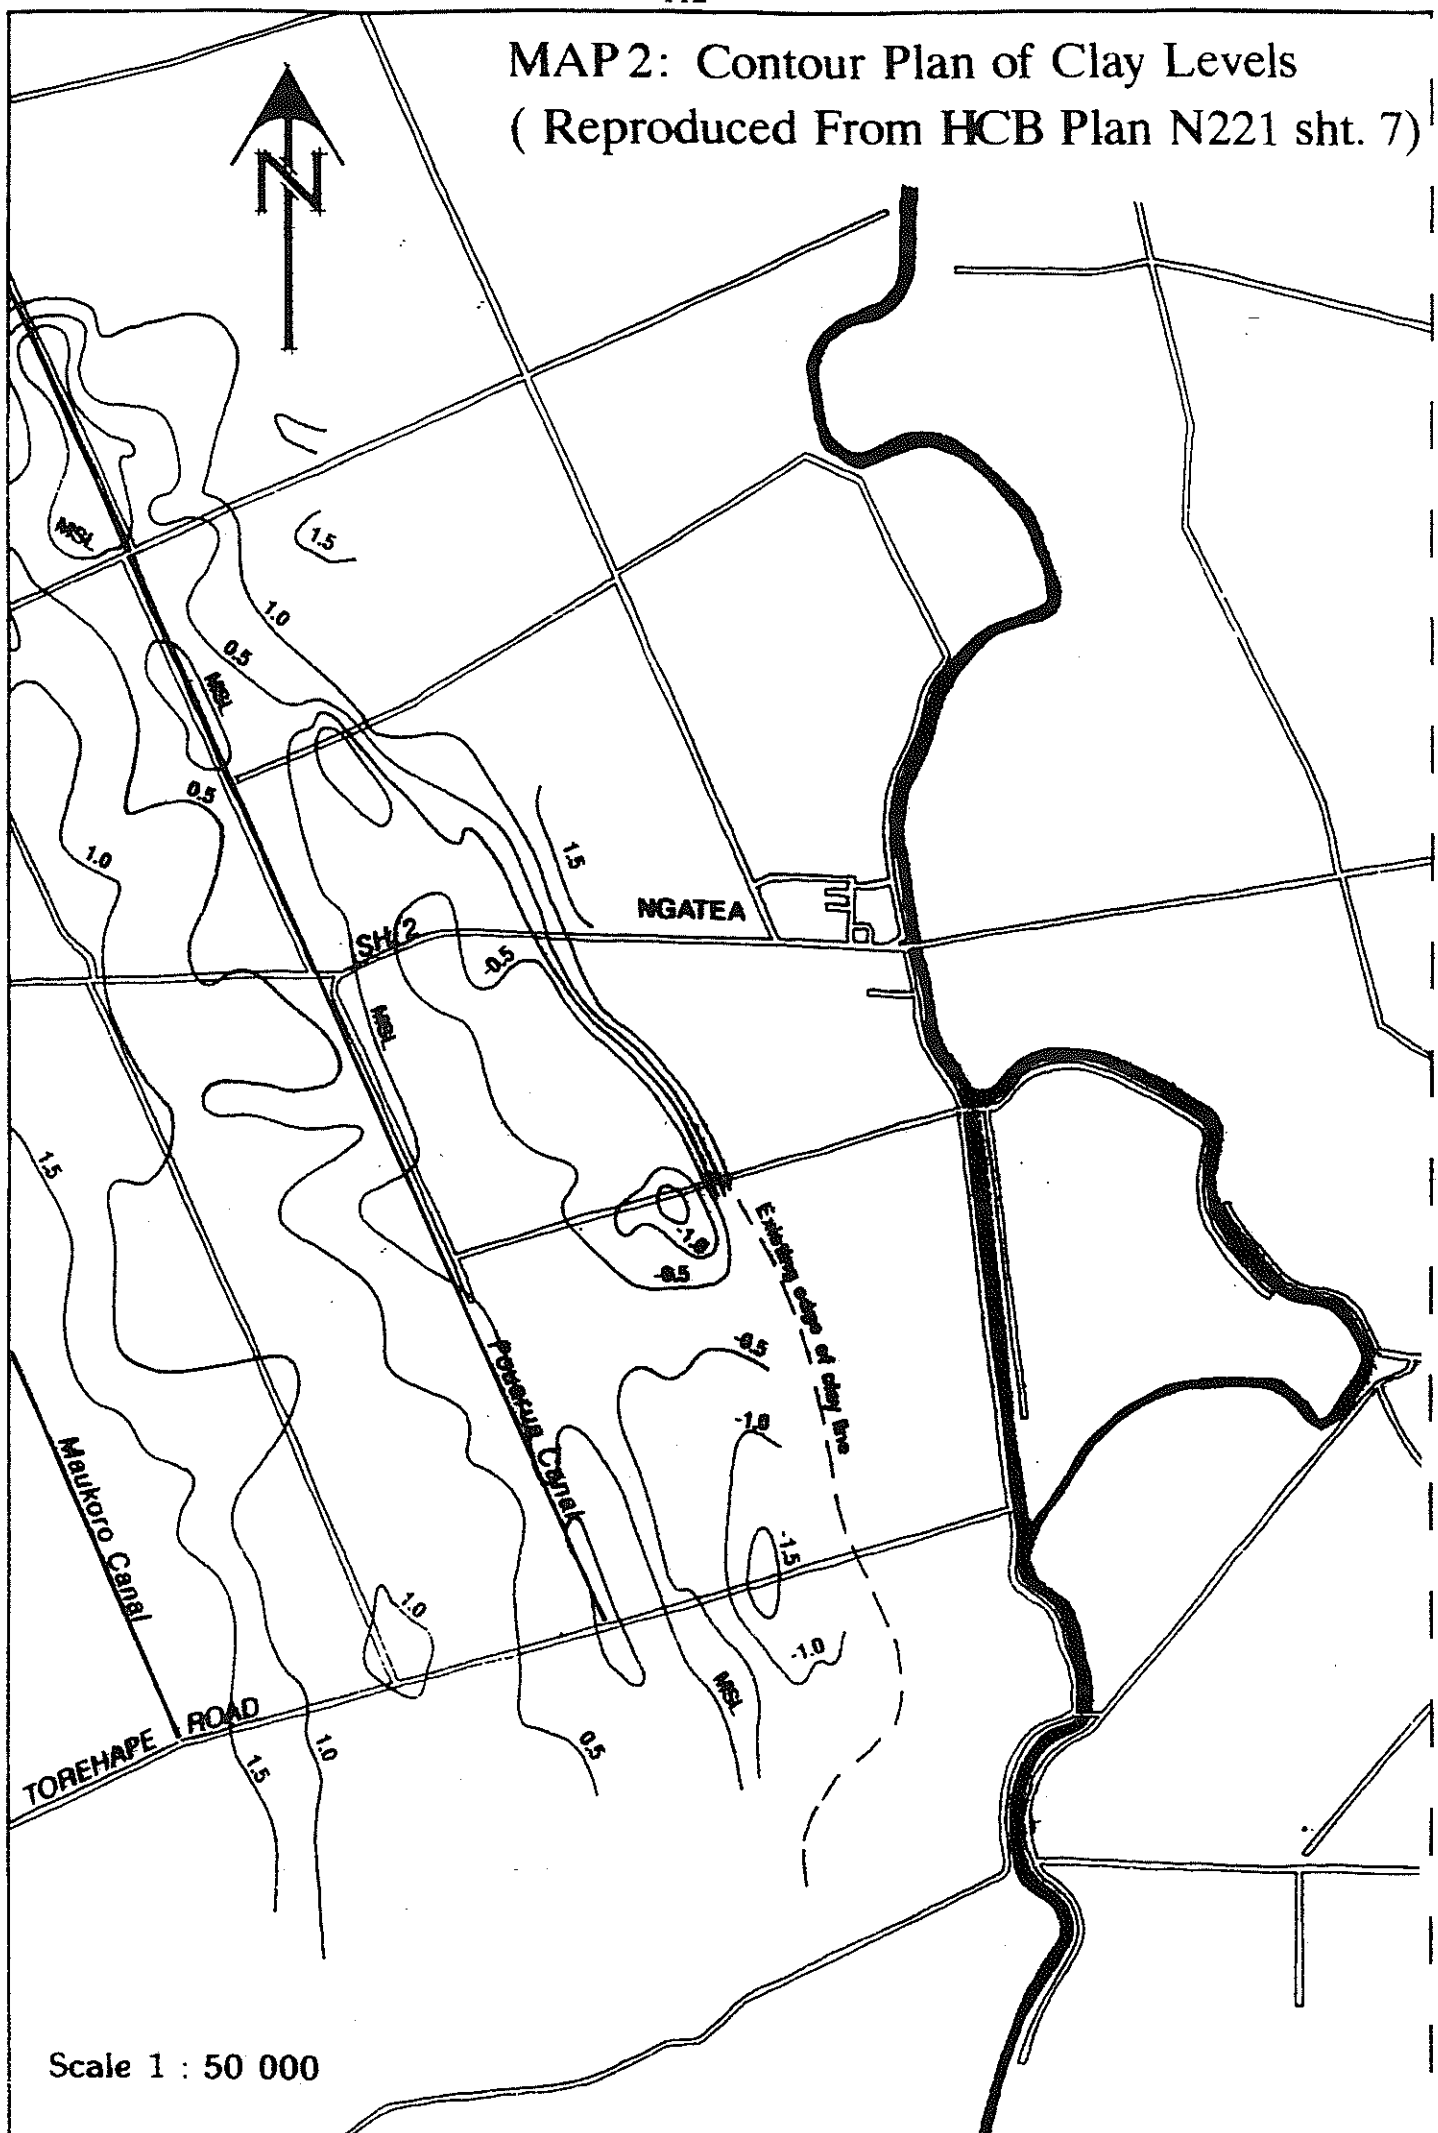 MAP 2: Contour Plan of Clay Levels
( Reproduced From HCB Plan N221 sht. 7)
N
MSL
1.5
1.0
0.5
MSL
0.5
1.0
1.5
NGATEA
SH 2
-0.5
MSL
1.5
-1.0
-0.5
Existing edge of clay line
-0.5
-1.0
Canal
Maukoro Canal
-1.5
1.0
-1.0
MSL
TOREHAPE ROAD
1.5
1.0
0.5
Scale 1 : 50 000